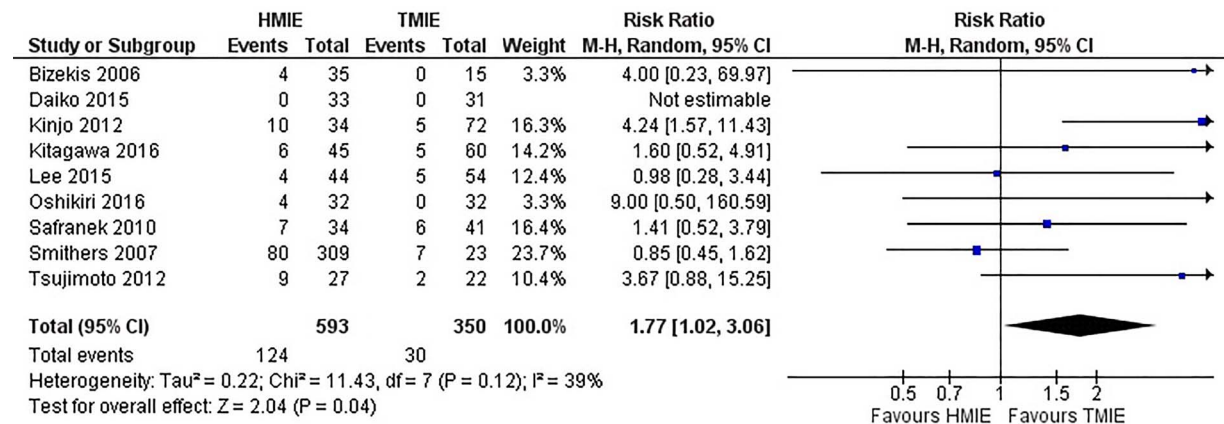 HMIE TMIE Risk Ratio Risk Ratio
Study or Subgroup Events Total Events Total Weight M-H, Random, 95% CI M-H, Random, 95% CI
Bizekis 2006 4 35 0 15 3.3% 4.00 [0.23, 69.97]
Daiko 2015 0 33 0 31 Not estimable
Kinjo 2012 10 34 5 72 16.3% 4.24 [1.57, 11.43]
Kitagawa 2016 6 45 5 60 14.2% 1.60 [0.52, 4.91]
Lee 2015 4 44 5 54 12.4% 0.98 [0.28, 3.44]
Oshikiri 2016 4 32 0 32 3.3% 9.00 [0.50, 160.59]
Safranek 2010 7 34 6 41 16.4% 1.41 [0.52, 3.79]
Smithers 2007 80 309 7 23 23.7% 0.85 [0.45, 1.62]
Tsujimoto 2012 9 27 2 22 10.4% 3.67 [0.88, 15.25]
Total (95% CI) 593 350 100.0% 1.77 [1.02, 3.06]
Total events 124 30
Heterogeneity: Tau² = 0.22; Chi² = 11.43, df = 7 (P = 0.12); I² = 39%
Test for overall effect: Z = 2.04 (P = 0.04)
0.5 0.7 1 1.5 2
Favours HMIE Favours TMIE